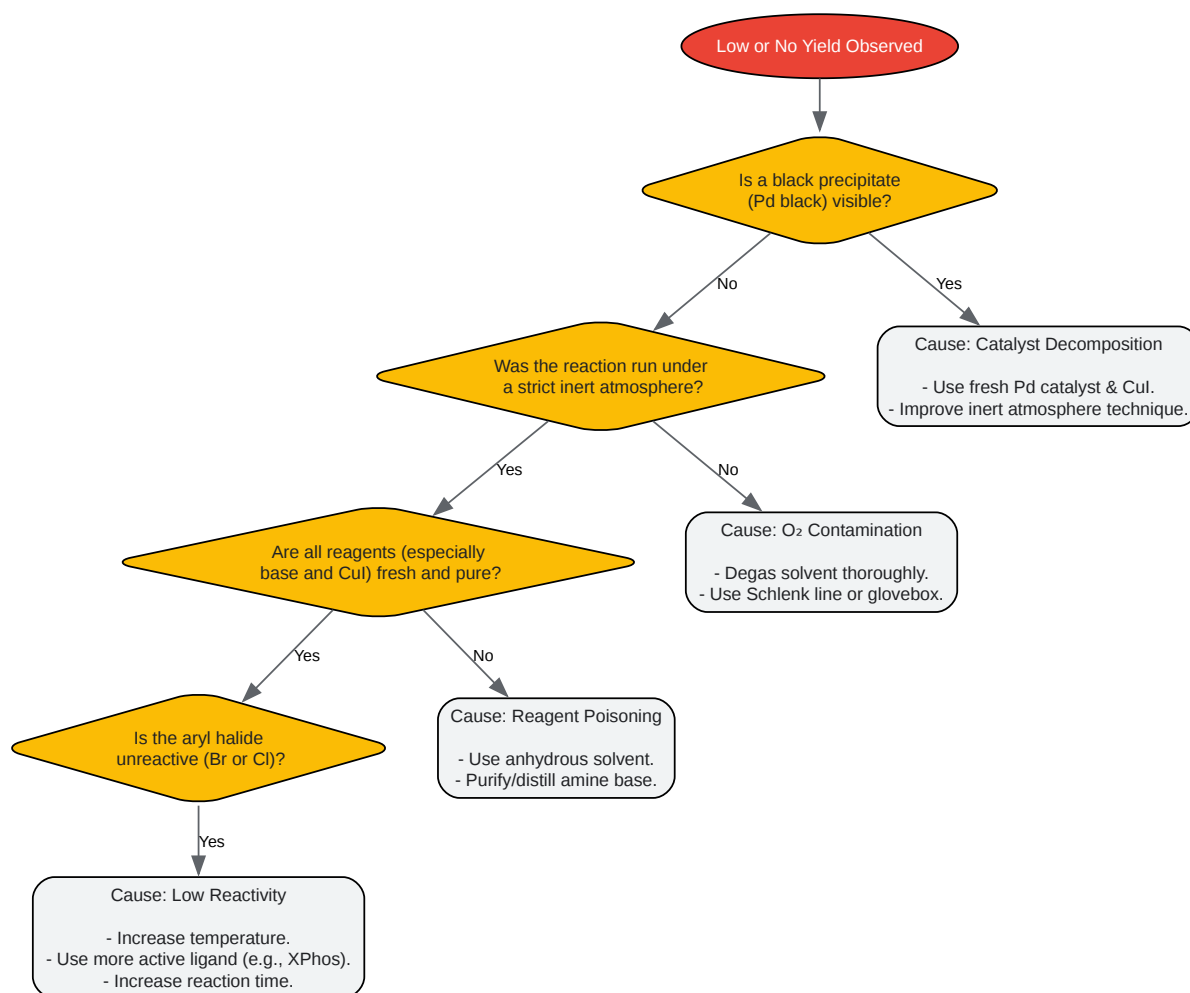 Low or No Yield Observed
Is a black precipitate
(Pd black) visible?
No
Yes
Cause: Catalyst Decomposition
- Use fresh Pd catalyst & CuI.
- Improve inert atmosphere technique.
Was the reaction run under
a strict inert atmosphere?
Yes
No
Cause: O₂ Contamination
- Degas solvent thoroughly.
- Use Schlenk line or glovebox.
Are all reagents (especially
base and CuI) fresh and pure?
Yes
No
Cause: Reagent Poisoning
- Use anhydrous solvent.
- Purify/distill amine base.
Is the aryl halide
unreactive (Br or Cl)?
Yes
Cause: Low Reactivity
- Increase temperature.
- Use more active ligand (e.g., XPhos).
- Increase reaction time.